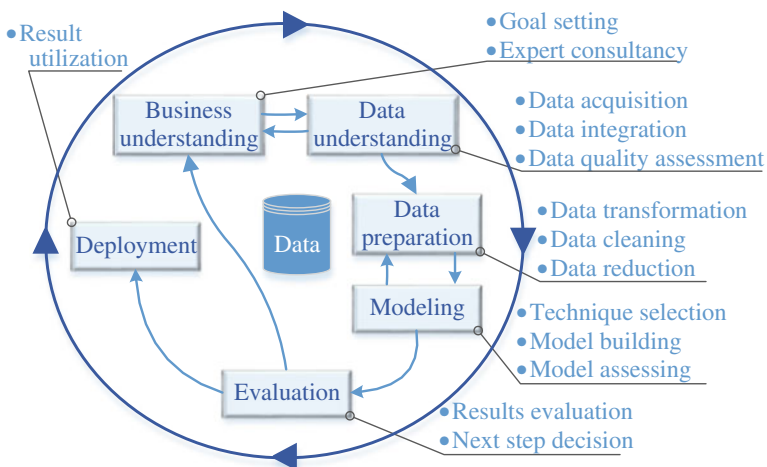 •Result
utilization
•Goal setting
•Expert consultancy
Business
understanding
Data
understanding
•Data acquisition
•Data integration
•Data quality assessment
Deployment
Data
Data
preparation
•Data transformation
•Data cleaning
•Data reduction
Modeling
•Technique selection
•Model building
•Model assessing
Evaluation
•Results evaluation
•Next step decision